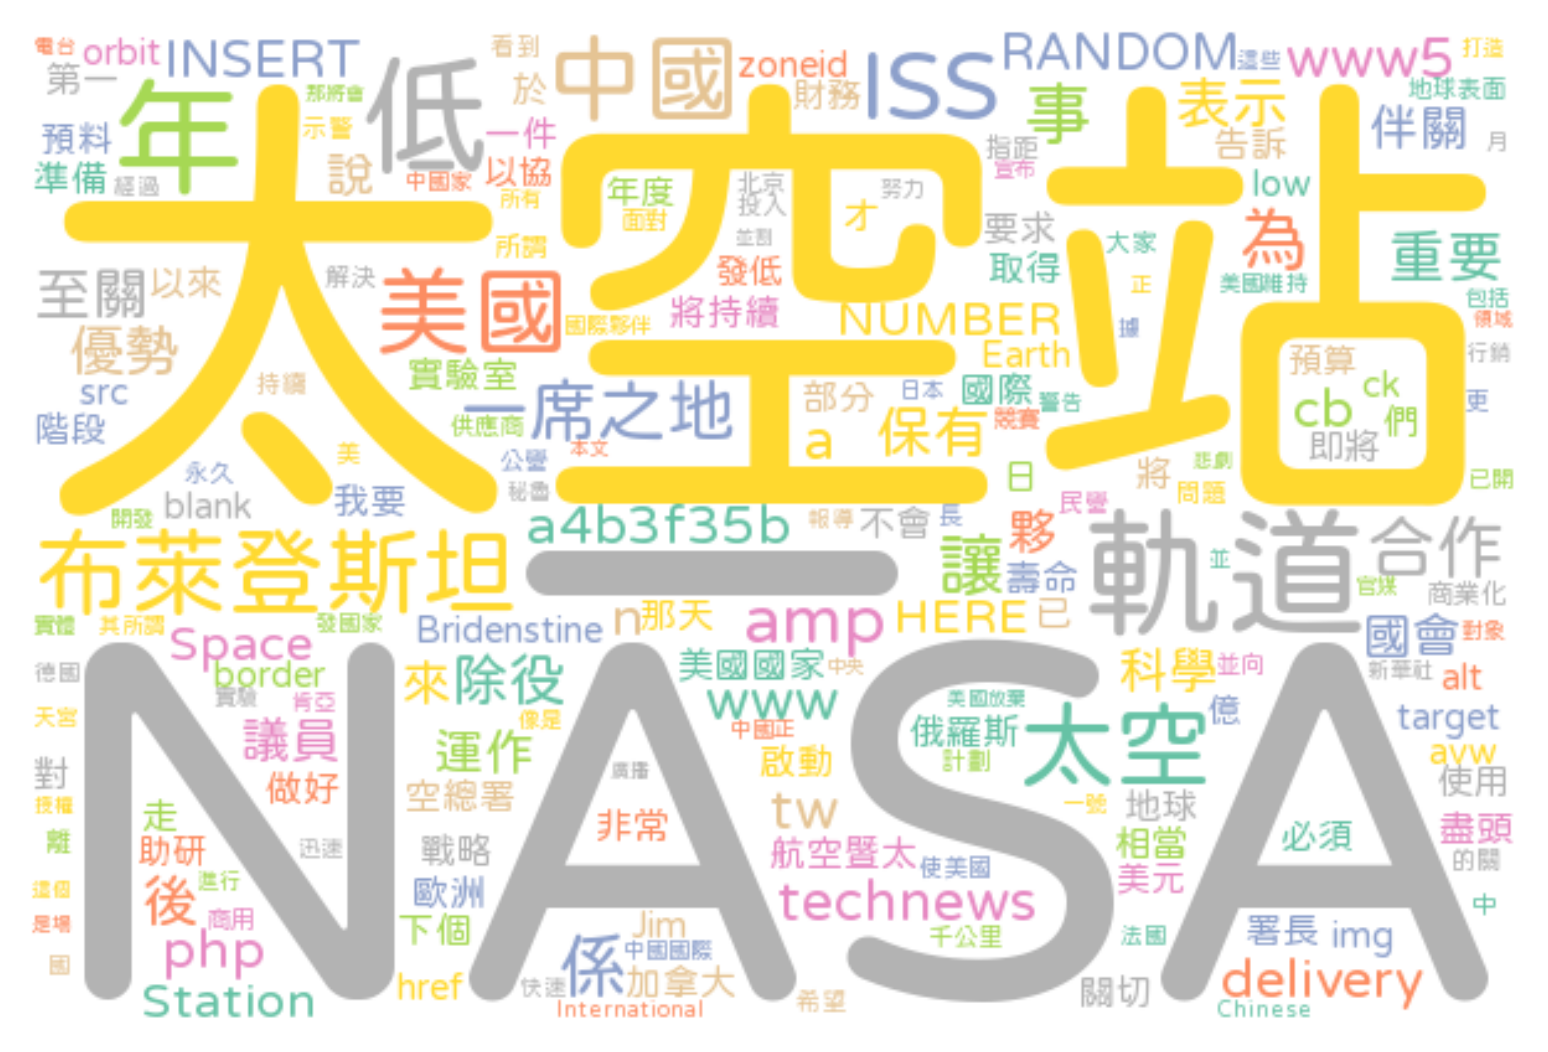 電台 orbit INSERT 看到 中國 zoneid ISS RANDOM 這些 www5 打造
第一 年 那將會 低 於 財務 事 表示 地球表面
預料 示警 一件 指距 告訴 伴關 月
準備 經過 說 中國家 以協 所有 年度 北京 努力 宣布 low
太空站
面對 投入 才 要求 大家 為 重要
所謂 並割 取得
至關 以來 解決 美國 發低 正 美國維持 包括
優勢 國際夥伴 將持續 NUMBER 據 領域
持續 實驗室 Earth 預算 行銷
src 一席之地 部分 日本 國際 警告 cb ck 更
階段 供應商 a 保有 競賽 們
美 本文 即將
永久 公噐 日 將 悲劇 已開
blank 我要 秘魯 民營 問題
開發 a4b3f35b 報導 不會 長 夥 軌道 合作
布萊登斯坦 一 讓 壽命 並 官媒 商業化
實體 其所謂 發國家 Bridenstine n 那天 amp HERE 已 國會 對象
Space 美國國家 中央 科學 並向 新華社
德國 border 來 除役 www 美國放棄 alt
實驗 肯亞 億
天宮 議員 像是 中國正 俄羅斯 太空 target
NASA
運作 啟動 計劃 avw
對 做好 廣播 使用
授權 空總署 tw 一號 地球
走 非常 必須 盡頭
離 助研 迅速 戰略 航空暨太 相當 的關
這個 後 進行 歐洲 使美國 美元
是場 商用 下個 technews 中
php Jim 千公里 法國 署長 img
國 係 中國國際
href 快速 加拿大 希望 關切 delivery
Station International Chinese